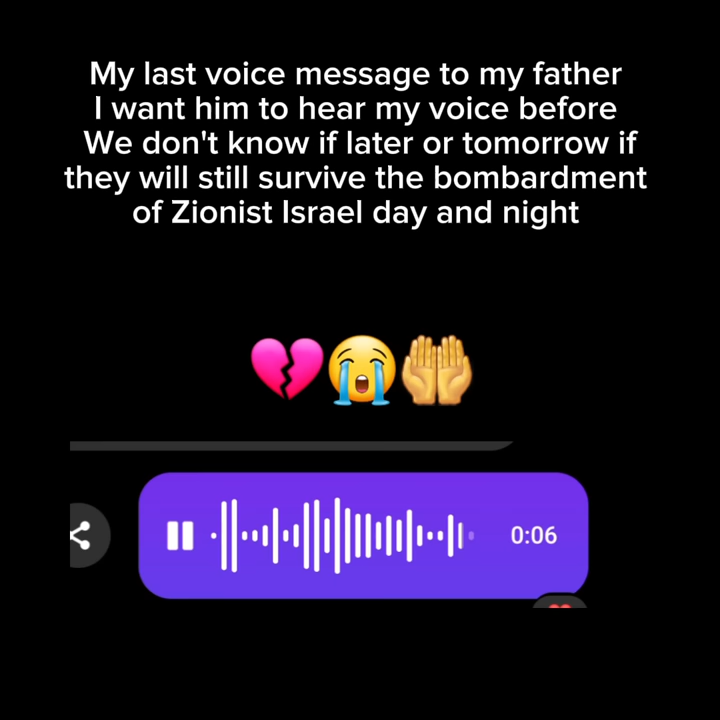 My last voice message to my father
I want him to hear my voice before
We don't know if later or tomorrow if
they will still survive the bombardment
of Zionist Israel day and night
0:06